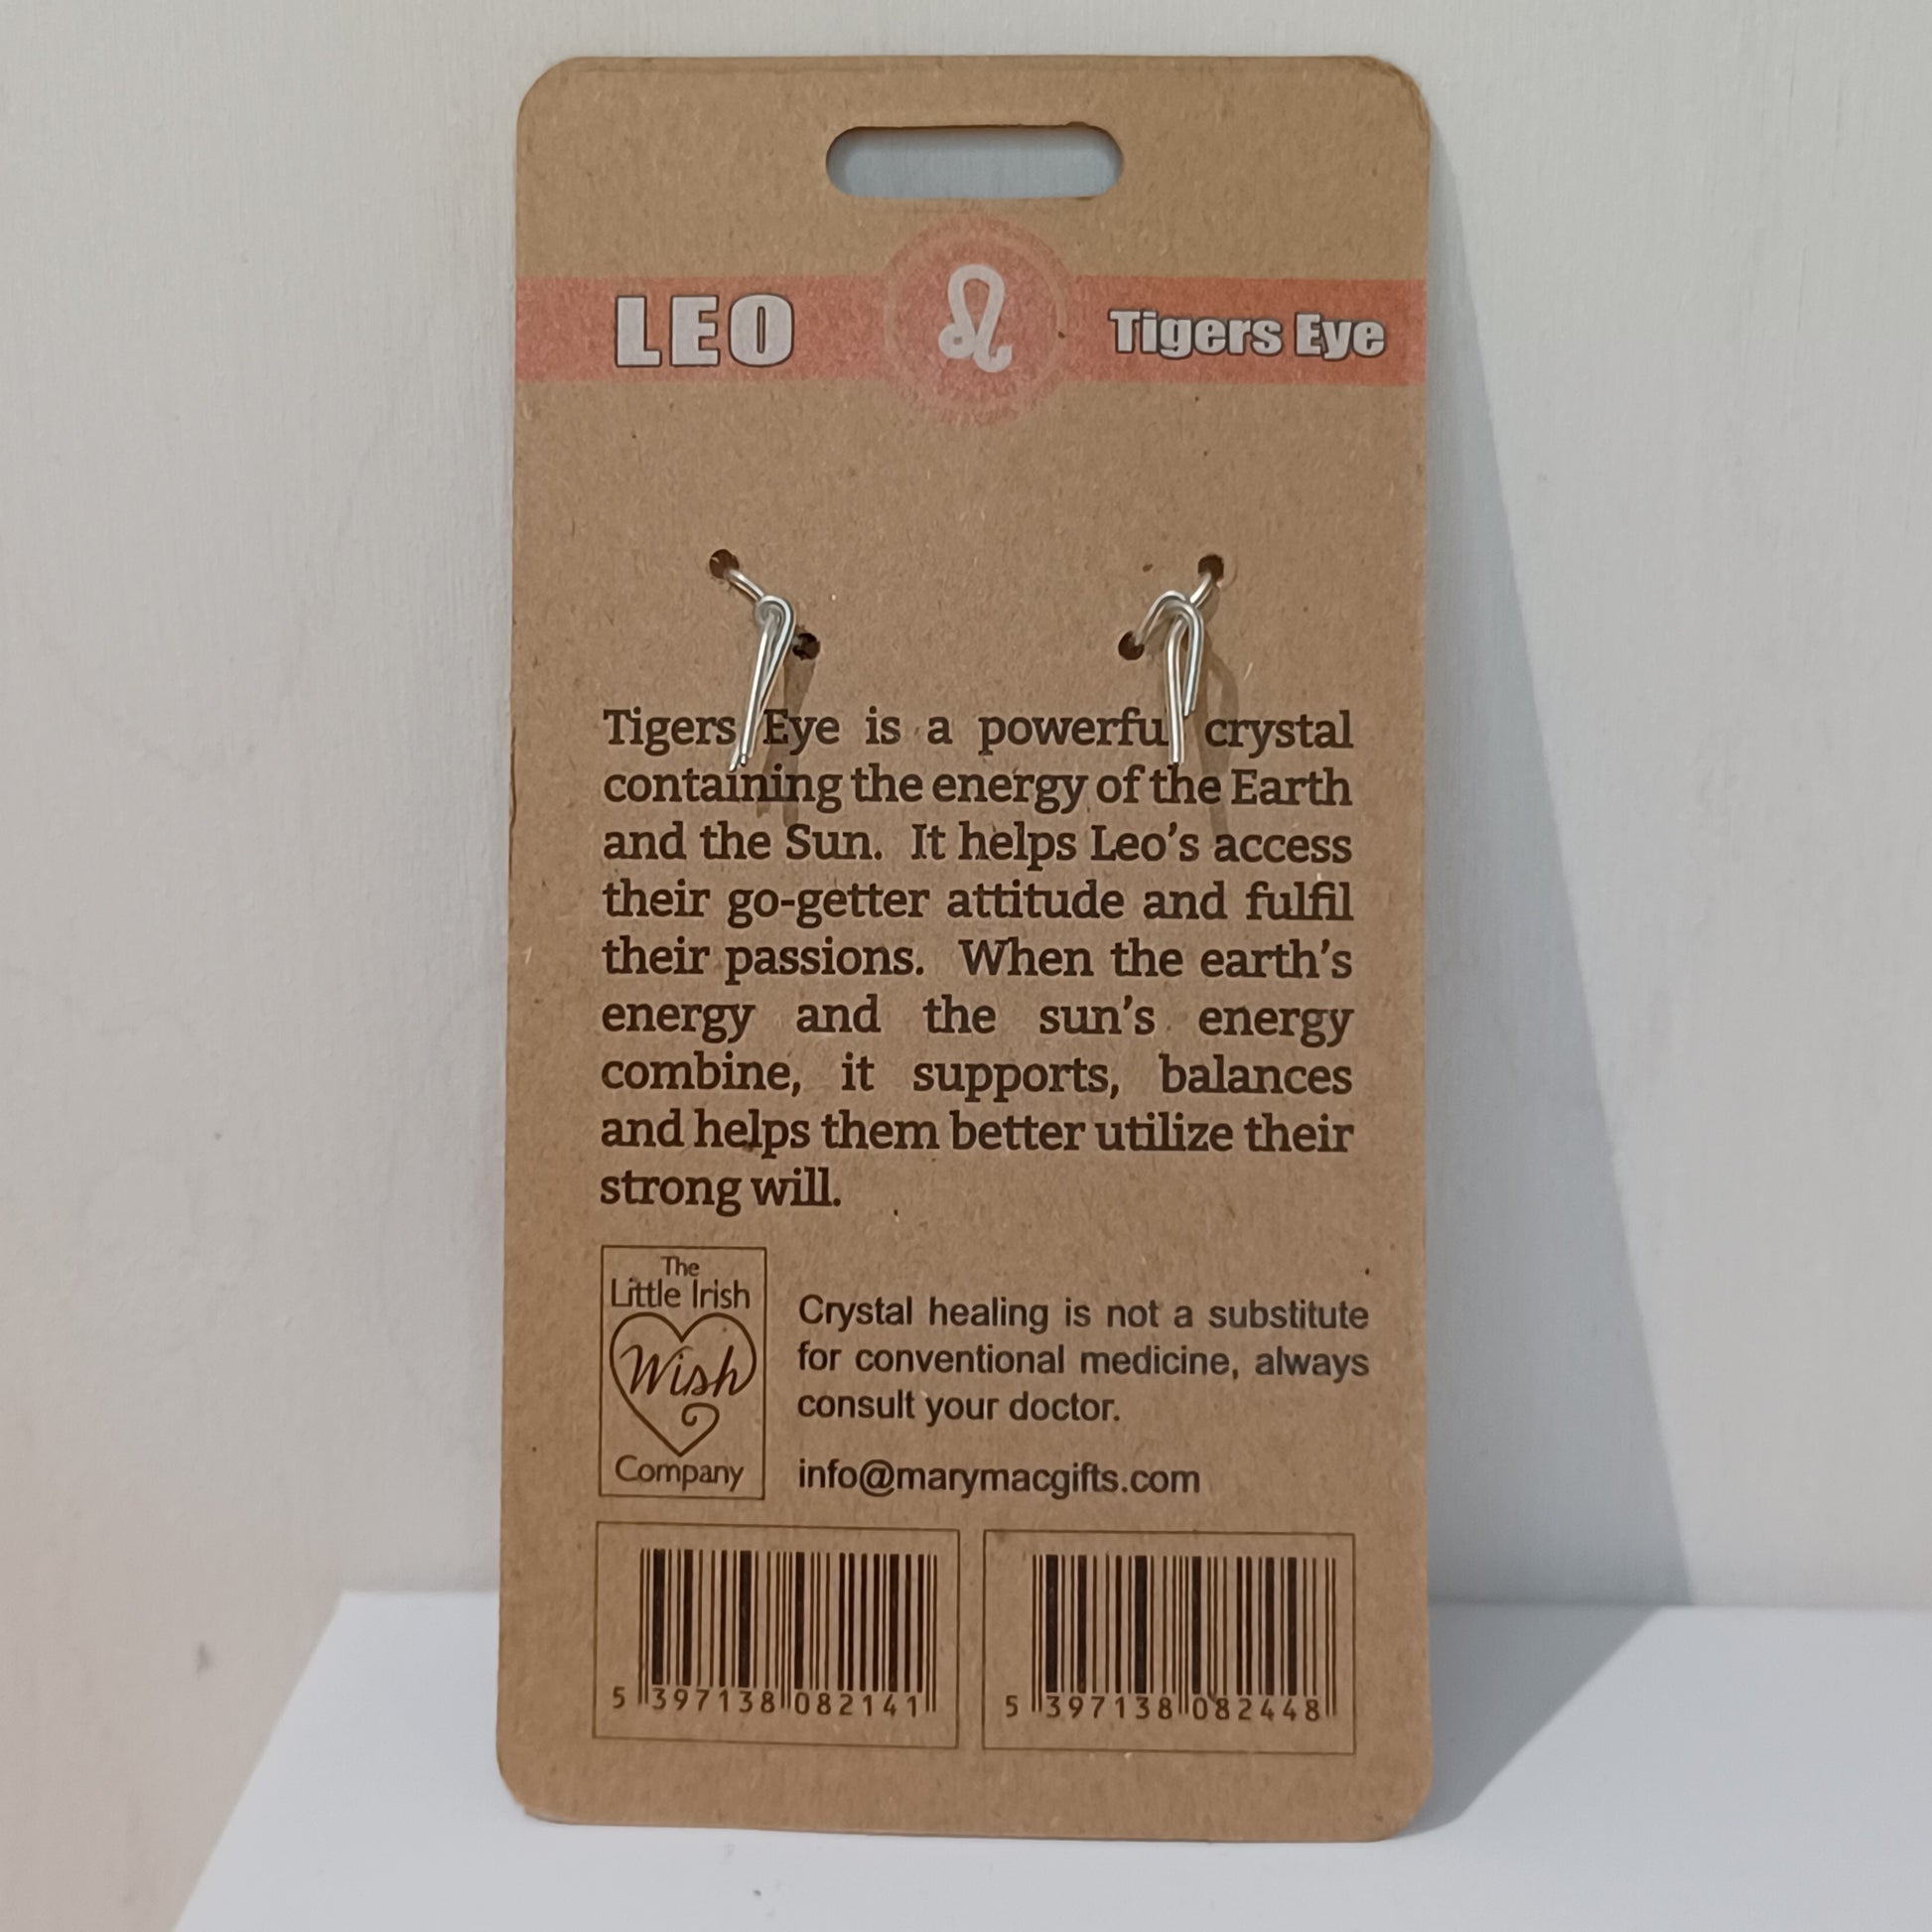 LEO
Tigers Eye
Tigers Eye is a powerful crystal
containing the energy of the Earth
and the Sun. It helps Leo's access
their go-getter attitude and fulfil
their passions. When the earth's
energy and the sun's energy
combine, it supports, balances
and helps them better utilize their
strong will.
The
Little Irish
Wish
Company
Crystal healing is not a substitute
for conventional medicine, always
consult your doctor.
info@marymacgifts.com
5 397138 082141
5 397138 082448